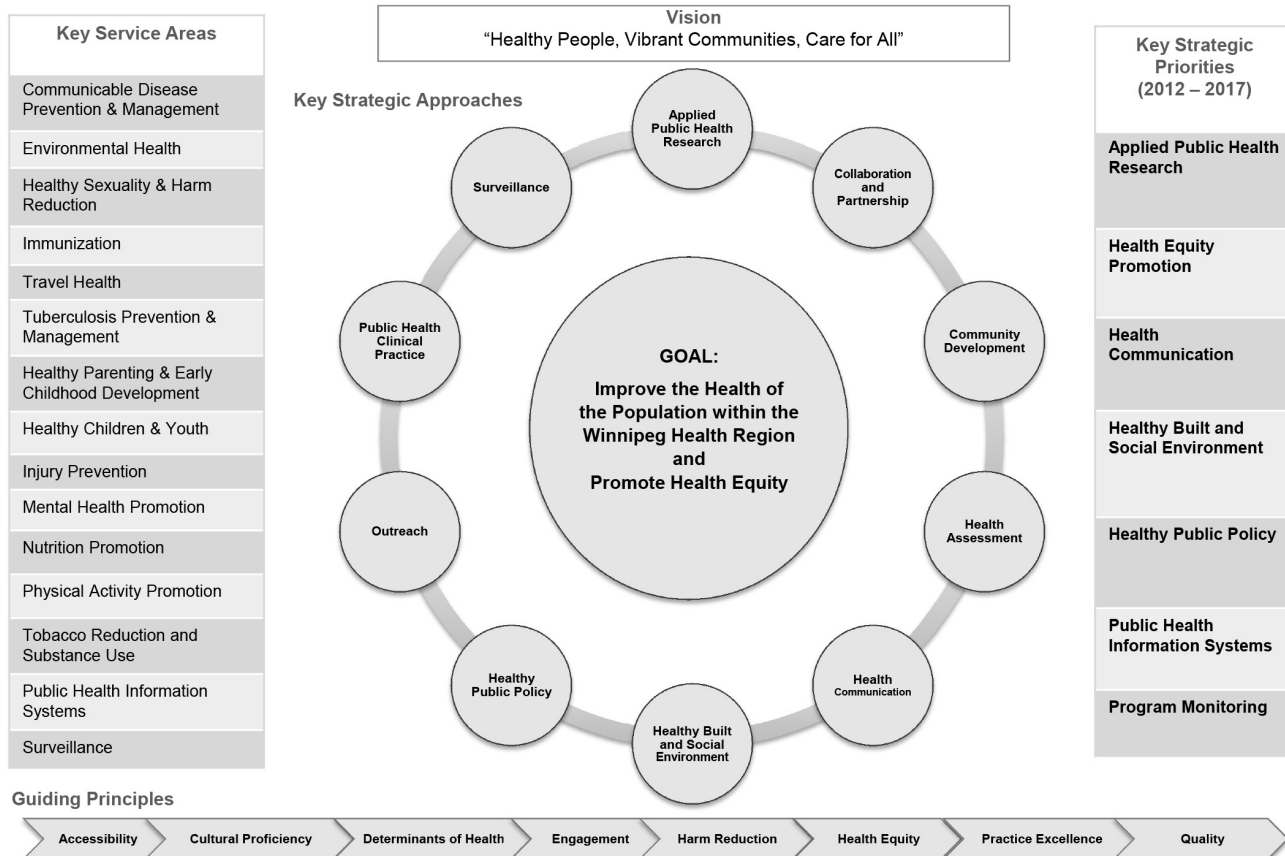 Vision
“Healthy People, Vibrant Communities, Care for All”
Key Service Areas
Communicable Disease
Prevention & Management
Environmental Health
Healthy Sexuality & Harm
Reduction
Immunization
Travel Health
Tuberculosis Prevention &
Management
Healthy Parenting & Early
Childhood Development
Healthy Children & Youth
Injury Prevention
Mental Health Promotion
Nutrition Promotion
Physical Activity Promotion
Tobacco Reduction and
Substance Use
Public Health Information
Systems
Surveillance
Key Strategic Approaches
Applied
Public Health
Research
Collaboration
and
Partnership
Community
Development
Health
Assessment
Health
Communication
Healthy Built
and Social
Environment
Healthy
Public Policy
Outreach
Public Health
Clinical
Practice
Surveillance
GOAL:
Improve the Health of
the Population within the
Winnipeg Health Region
and
Promote Health Equity
Key Strategic
Priorities
(2012 – 2017)
Applied Public Health
Research
Health Equity
Promotion
Health
Communication
Healthy Built and
Social Environment
Healthy Public Policy
Public Health
Information Systems
Program Monitoring
Guiding Principles
Accessibility
Cultural Proficiency
Determinants of Health
Engagement
Harm Reduction
Health Equity
Practice Excellence
Quality